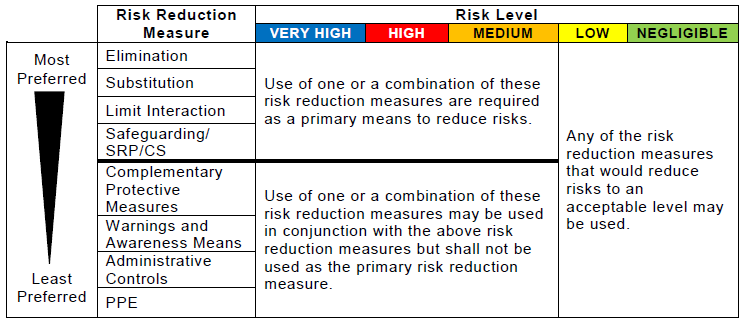 Risk Reduction
Measure
Risk Level
VERY HIGH
HIGH
MEDIUM
LOW
NEGLIGIBLE
Most
Preferred
Least
Preferred
Elimination
Substitution
Limit Interaction
Safeguarding/
SRP/CS
Use of one or a combination of these
risk reduction measures are required
as a primary means to reduce risks.
Complementary
Protective
Measures
Warnings and
Awareness Means
Administrative
Controls
PPE
Use of one or a combination of these
risk reduction measures may be used
in conjunction with the above risk
reduction measures but shall not be
used as the primary risk reduction
measure.
Any of the risk
reduction measures
that would reduce
risks to an
acceptable level may
be used.